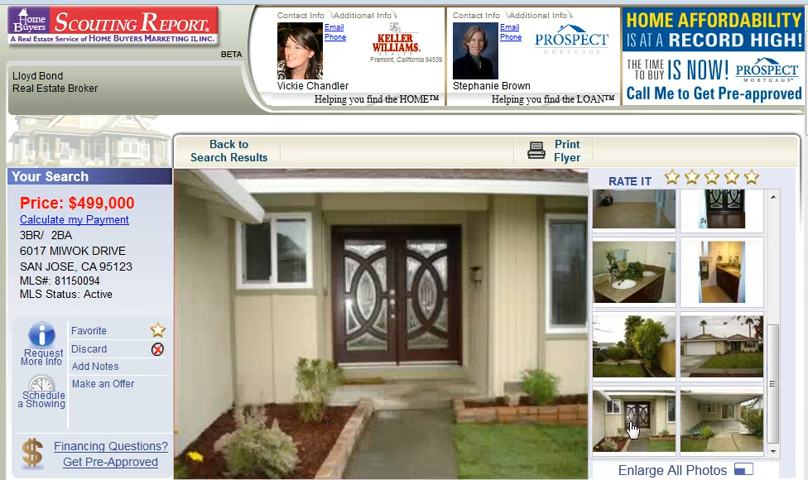 Home Buyers SCOUTING REPORT®
A Real Estate Service of HOME BUYERS MARKETING II, INC.
BETA
Lloyd Bond
Real Estate Broker
Contact Info Additional Info
Email
Phone
KELLER WILLIAMS
REALTY
Fremont, California 94539
Vickie Chandler
Helping you find the HOME™
Contact Info Additional Info
Email
Phone
PROSPECT
MORTGAGE
Stephanie Brown
Helping you find the LOAN™
HOME AFFORDABILITY
IS AT A RECORD HIGH!
THE TIME TO BUY IS NOW! PROSPECT MORTGAGE
Call Me to Get Pre-approved
Back to
Search Results
Print
Flyer
Your Search
RATE IT
Price: $499,000
Calculate my Payment
3BR/ 2BA
6017 MIWOK DRIVE
SAN JOSE, CA 95123
MLS#: 81150094
MLS Status: Active
Request
More Info
Schedule
a Showing
Favorite
Discard
Add Notes
Make an Offer
Financing Questions?
Get Pre-Approved
Enlarge All Photos